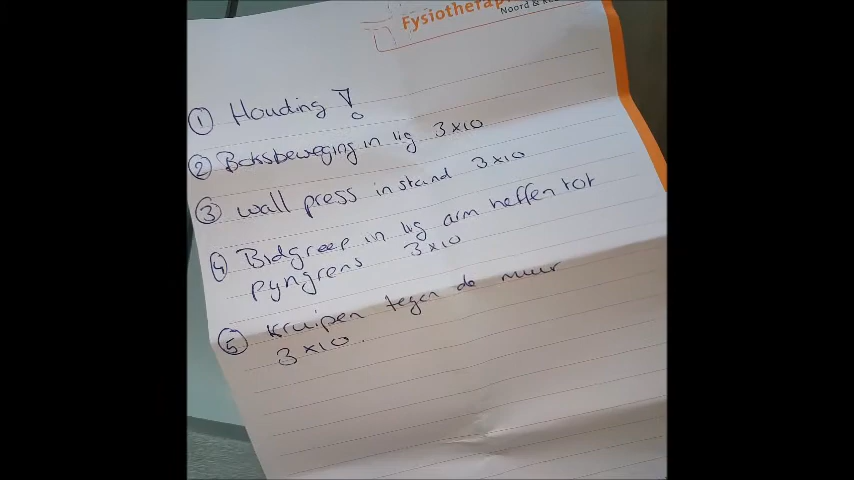 Fysiotherap
Noord &
① Houding !
② Boksbeweging in lig 3x10
③ wall press in stand 3x10
④ Bidgreep in lig arm heffen tot
pijngrens 3x10
⑤ Kruipen tegen de muur
3x10.